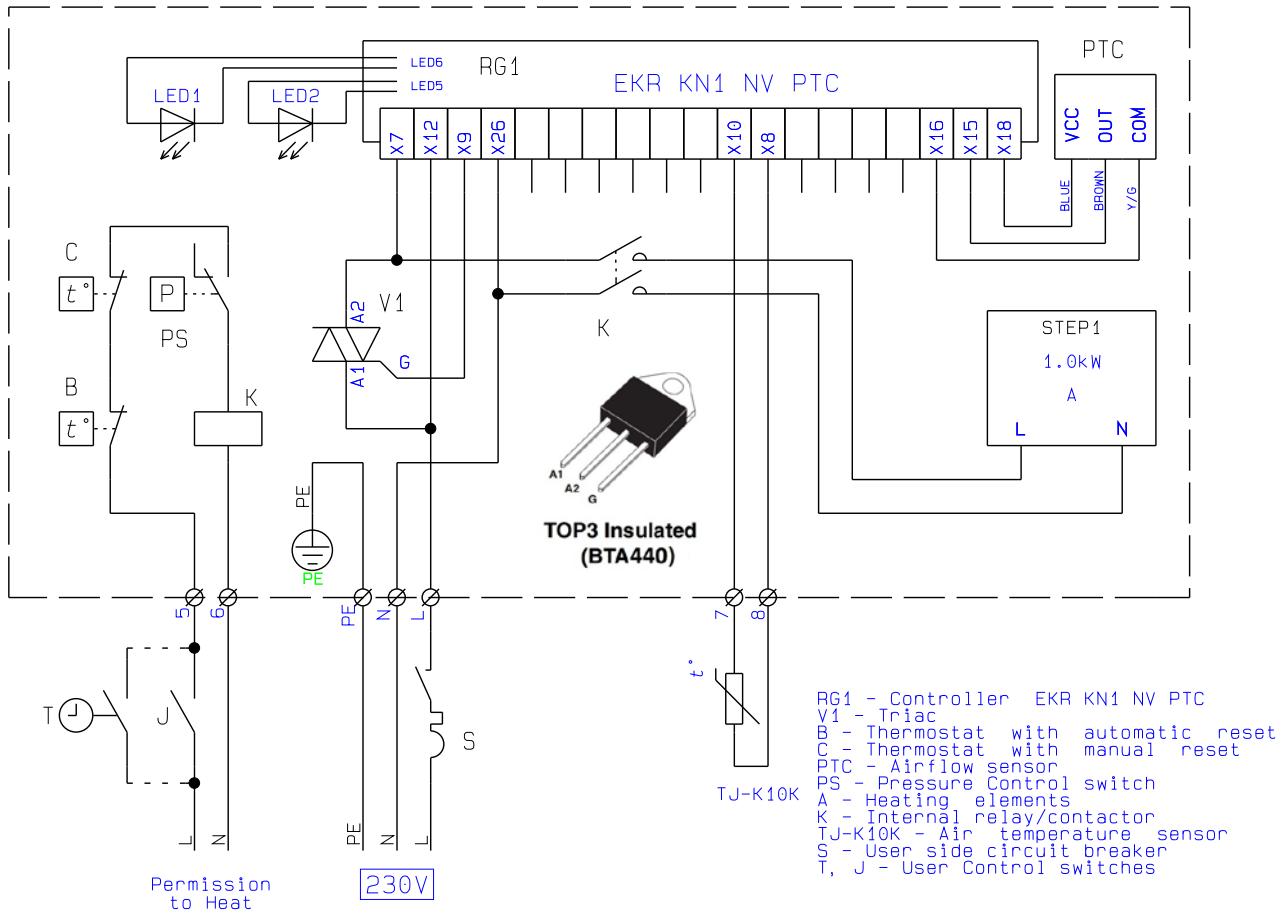 LED6
RG1
LED5
EKR KN1 NV PTC
PTC
LED1
LED2
X7
X12
X9
X26
X10
X8
X16
X15
X18
VCC
OUT
COM
BLUE
BROWN
Y/G
C
t°
P
PS
A2
V1
A1
G
K
STEP1
1.0kW
A
L
N
B
t°
K
A1
A2
G
TOP3 Insulated
(BTA440)
PE
PE
5
6
PE
N
L
7
8
T
J
S
t°
TJ-K10K
L
N
PE
N
L
Permission
to Heat
230V
RG1 - Controller EKR KN1 NV PTC
V1 - Triac
B - Thermostat with automatic reset
C - Thermostat with manual reset
PTC - Airflow sensor
PS - Pressure Control switch
A - Heating elements
K - Internal relay/contactor
TJ-K10K - Air temperature sensor
S - User side circuit breaker
T, J - User Control switches